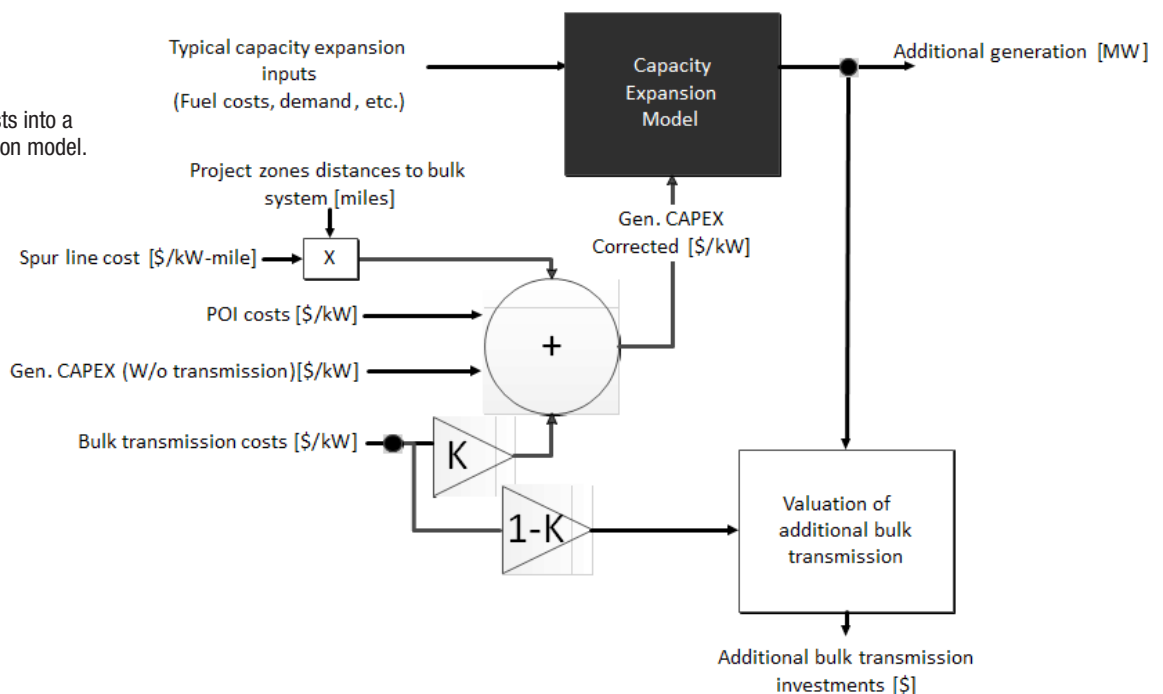 Typical capacity expansion
inputs
(Fuel costs, demand , etc.)
Capacity
Expansion
Model
Additional generation [MW]
sts into a
on model.
Project zones distances to bulk
system [miles]
Gen. CAPEX
Corrected [$/kW]
Spur line cost [$/kW-mile]
X
POI costs [$/kW]
+
Gen. CAPEX (W/o transmission)[$/kW]
Bulk transmission costs [$/kW]
K
1-K
Valuation of
additional bulk
transmission
Additional bulk transmission
investments [$]